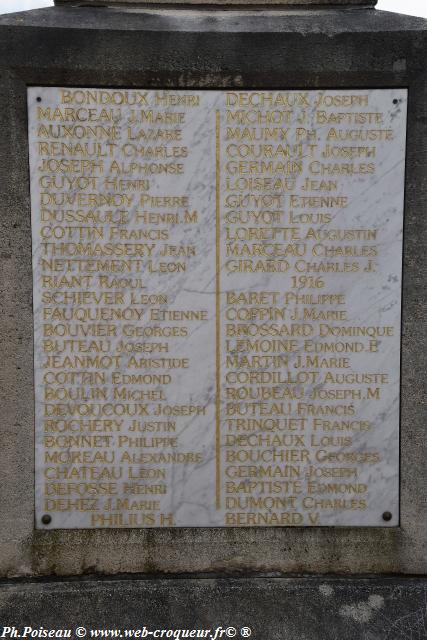 BONDOUX HENRI
MARCEAU J.MARIE
AUXONNE LAZARE
RENAULT CHARLES
JOSEPH ALPHONSE
GUYOT HENRI
DUVERNOY PIERRE
DUSSAULT HENRI.M
COTTIN FRANCIS
THOMASSERY JEAN
NETTEMENT LEON
RIANT RAOUL
SCHIEVER LEON
FAUQUENOY ETIENNE
BOUVIER GEORGES
BUTEAU JOSEPH
JEANMOT ARISTIDE
COTTIN EDMOND
BOULIN MICHEL
DEVOUCOUX JOSEPH
ROCHERY JUSTIN
BONNET PHILIPPE
MOREAU ALEXANDRE
CHATEAU LEON
DEFOSSE HENRI
DEHEZ J.MARIE
PHILIUS H.
DECHAUX JOSEPH
MICHOT J. BAPTISTE
MAUMY PH. AUGUSTE
COURAULT JOSEPH
GERMAIN CHARLES
LOISEAU JEAN
GUYOT ETIENNE
GUYOT LOUIS
LORETTE AUGUSTIN
MARCEAU CHARLES
GIRARD CHARLES J.
1916
BARET PHILIPPE
COPPIN J.MARIE
BROSSARD DOMINIQUE
LEMOINE EDMOND E
MARTIN J.MARIE
CORDILLOT AUGUSTE
ROUBEAU JOSEPH.M
BUTEAU FRANCIS
TRINQUET FRANCIS
DECHAUX LOUIS
BOUCHIER GEORGES
GERMAIN JOSEPH
BAPTISTE EDMOND
DUMONT CHARLES
BERNARD V.
Ph.Poiseau © www-web-croqueur.fr ® ©